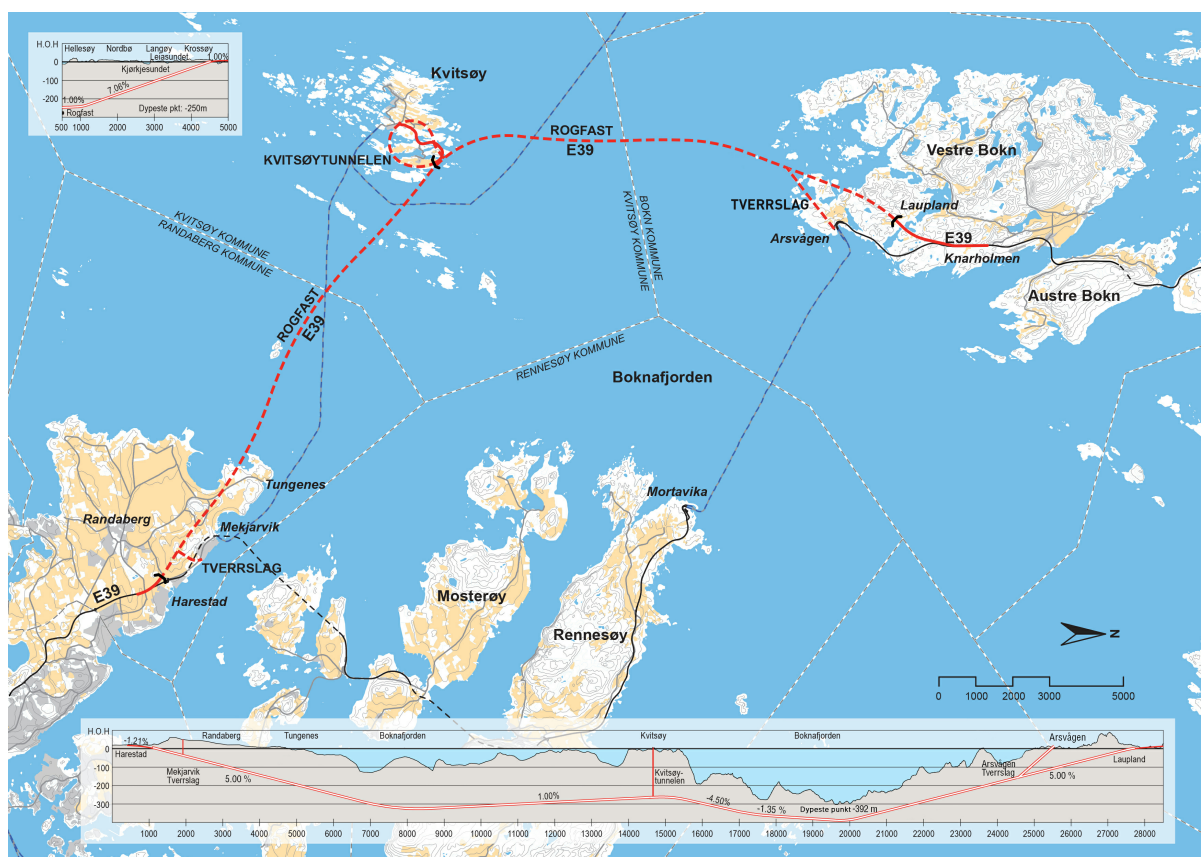 H.O.H
Hellesøy Nordbø Langøy Krossøy
Leiasundet 1.00%
0
Kjørkjesundet
-100
7.06%
-200
1.00%
Dypeste pkt: -250m
Rogfast
500 1000 2000 3000 4000 5000
Kvitsøy
KVITSØYTUNNELEN
ROGFAST
E39
Vestre Bokn
TVERRSLAG
Laupland
Arsvågen
E39
Knarholmen
Austre Bokn
KVITSØY KOMMUNE
RANDABERG KOMMUNE
BOKN KOMMUNE
KVITSØY KOMMUNE
ROGFAST
E39
RENNESØY KOMMUNE
Boknafjorden
Tungenes
Randaberg
Mekjarvik
TVERRSLAG
E39
Harestad
Mortavika
Mosterøy
Rennesøy
N
0 1000 2000 3000 5000
H.O.H
-1.21% Randaberg Tungenes Boknafjorden Kvitsøy Boknafjorden Arsvågen
0
Harestad
Laupland
-100
Mekjarvik
Tverrslag
5.00 %
Kvitsøy-
tunnelen
Arsvågen
Tverrslag
5.00 %
-200
1.00%
-4.50%
-300
-1.35 %
Dypeste punkt -392 m
1000 2000 3000 4000 5000 6000 7000 8000 9000 10000 11000 12000 13000 14000 15000 16000 17000 18000 19000 20000 21000 22000 23000 24000 25000 26000 27000 28000